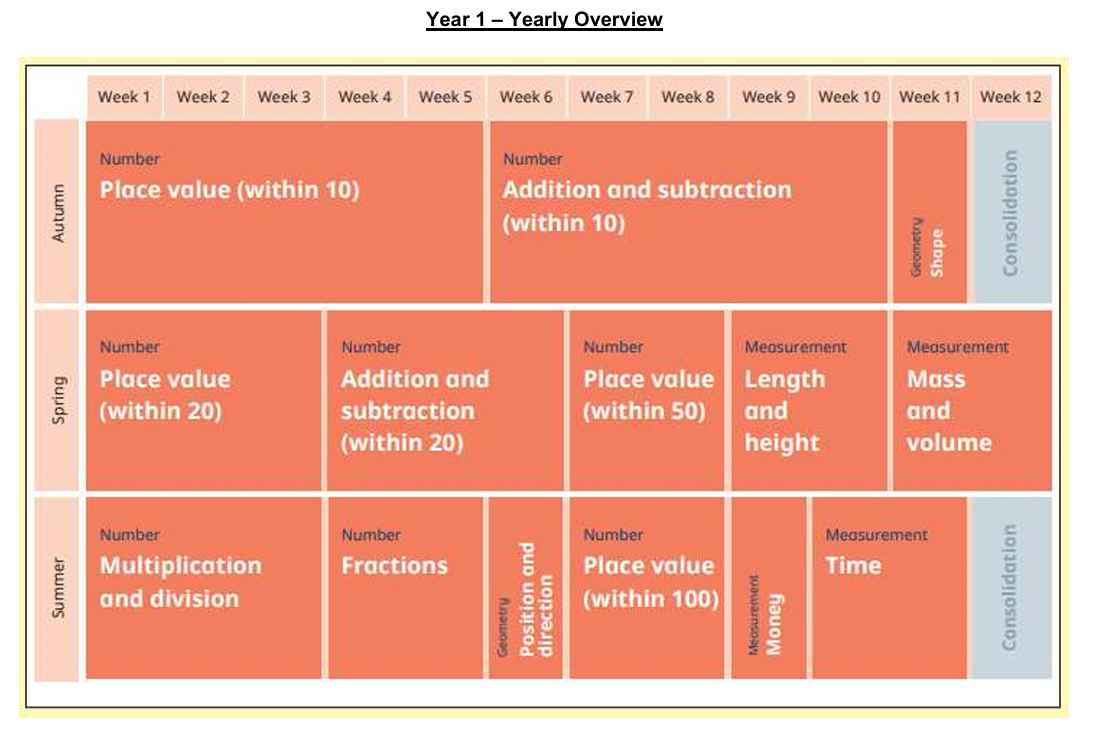 Year 1 – Yearly Overview
Week 1 Week 2 Week 3 Week 4 Week 5 Week 6 Week 7 Week 8 Week 9 Week 10 Week 11 Week 12
Autumn
Number
Place value (within 10)
Number
Addition and subtraction
(within 10)
Geometry
Shape
Consolidation
Spring
Number
Place value
(within 20)
Number
Addition and
subtraction
(within 20)
Number
Place value
(within 50)
Measurement
Length
and
height
Measurement
Mass
and
volume
Summer
Number
Multiplication
and division
Number
Fractions
Geometry
Position and
direction
Number
Place value
(within 100)
Measurement
Money
Measurement
Time
Consolidation